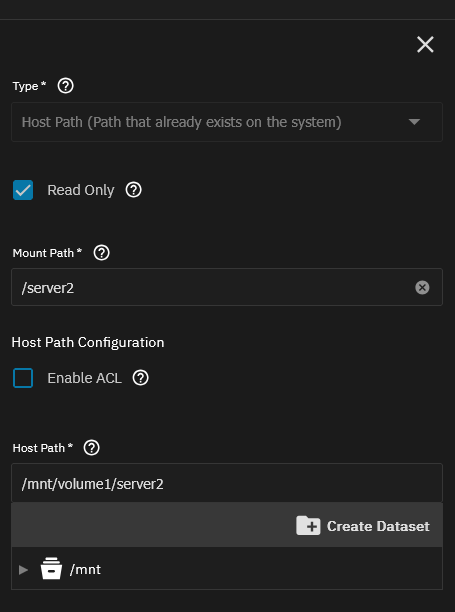 Type *
Host Path (Path that already exists on the system)
Read Only
Mount Path *
/server2
Host Path Configuration
Enable ACL
Host Path *
/mnt/volume1/server2
Create Dataset
/mnt